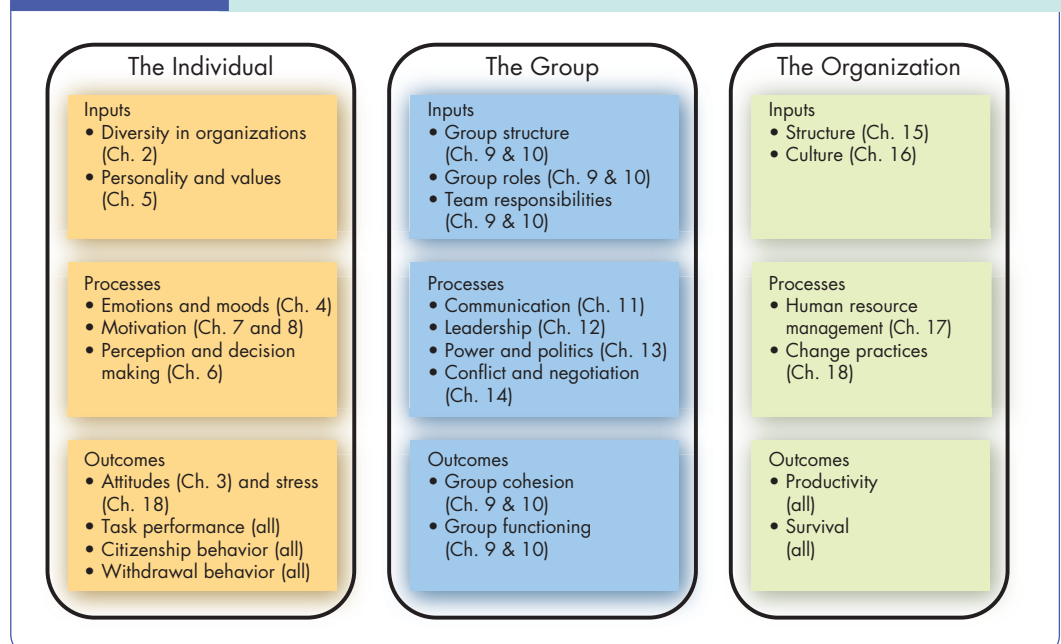 The Individual
Inputs
• Diversity in organizations
(Ch. 2)
• Personality and values
(Ch. 5)
Processes
• Emotions and moods (Ch. 4)
• Motivation (Ch. 7 and 8)
• Perception and decision
making (Ch. 6)
Outcomes
• Attitudes (Ch. 3) and stress
(Ch. 18)
• Task performance (all)
• Citizenship behavior (all)
• Withdrawal behavior (all)
The Group
Inputs
• Group structure
(Ch. 9 & 10)
• Group roles (Ch. 9 & 10)
• Team responsibilities
(Ch. 9 & 10)
Processes
• Communication (Ch. 11)
• Leadership (Ch. 12)
• Power and politics (Ch. 13)
• Conflict and negotiation
(Ch. 14)
Outcomes
• Group cohesion
(Ch. 9 & 10)
• Group functioning
(Ch. 9 & 10)
The Organization
Inputs
• Structure (Ch. 15)
• Culture (Ch. 16)
Processes
• Human resource
management (Ch. 17)
• Change practices
(Ch. 18)
Outcomes
• Productivity
(all)
• Survival
(all)